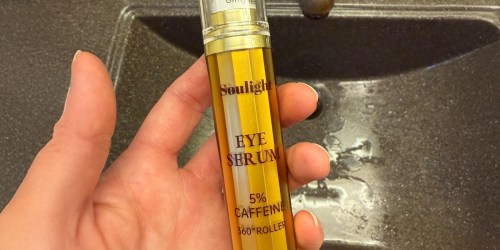 Soulight
EYE
SERUM
5%
CAFFEINE
360°ROLLER